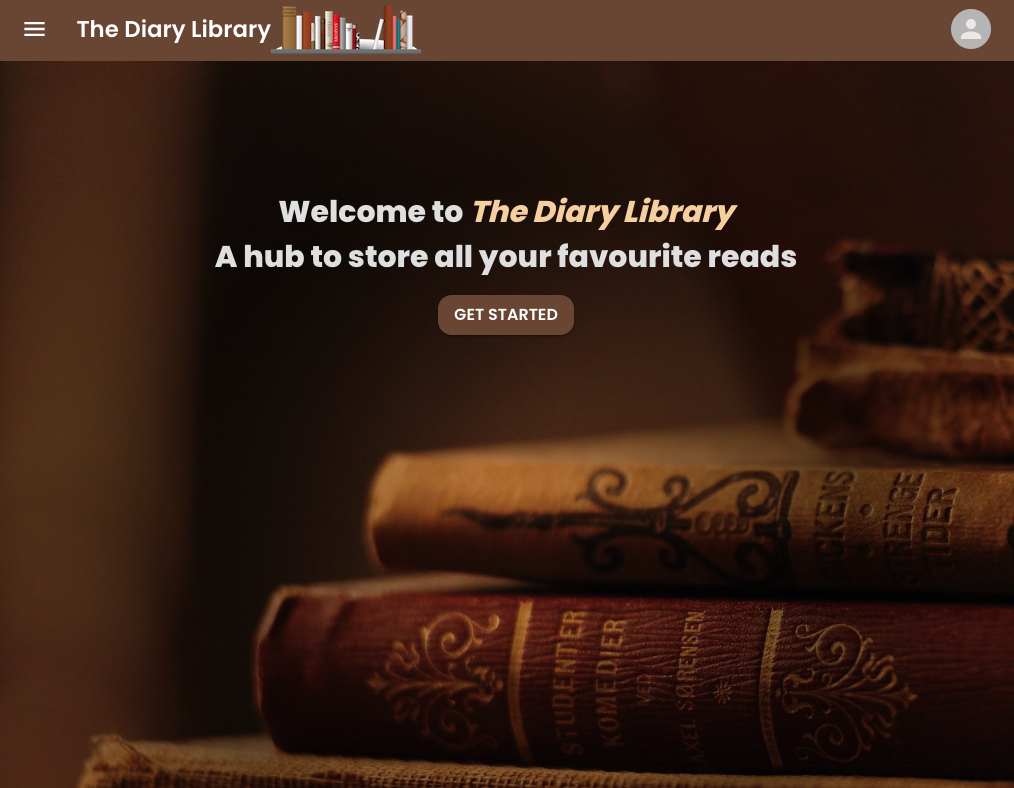 The Diary Library
Welcome to The Diary Library
A hub to store all your favourite reads
GET STARTED
DICKENS
STRENGE
TIDER
STUDENTER
KOMEDIER
VED
AXEL SØRENSEN